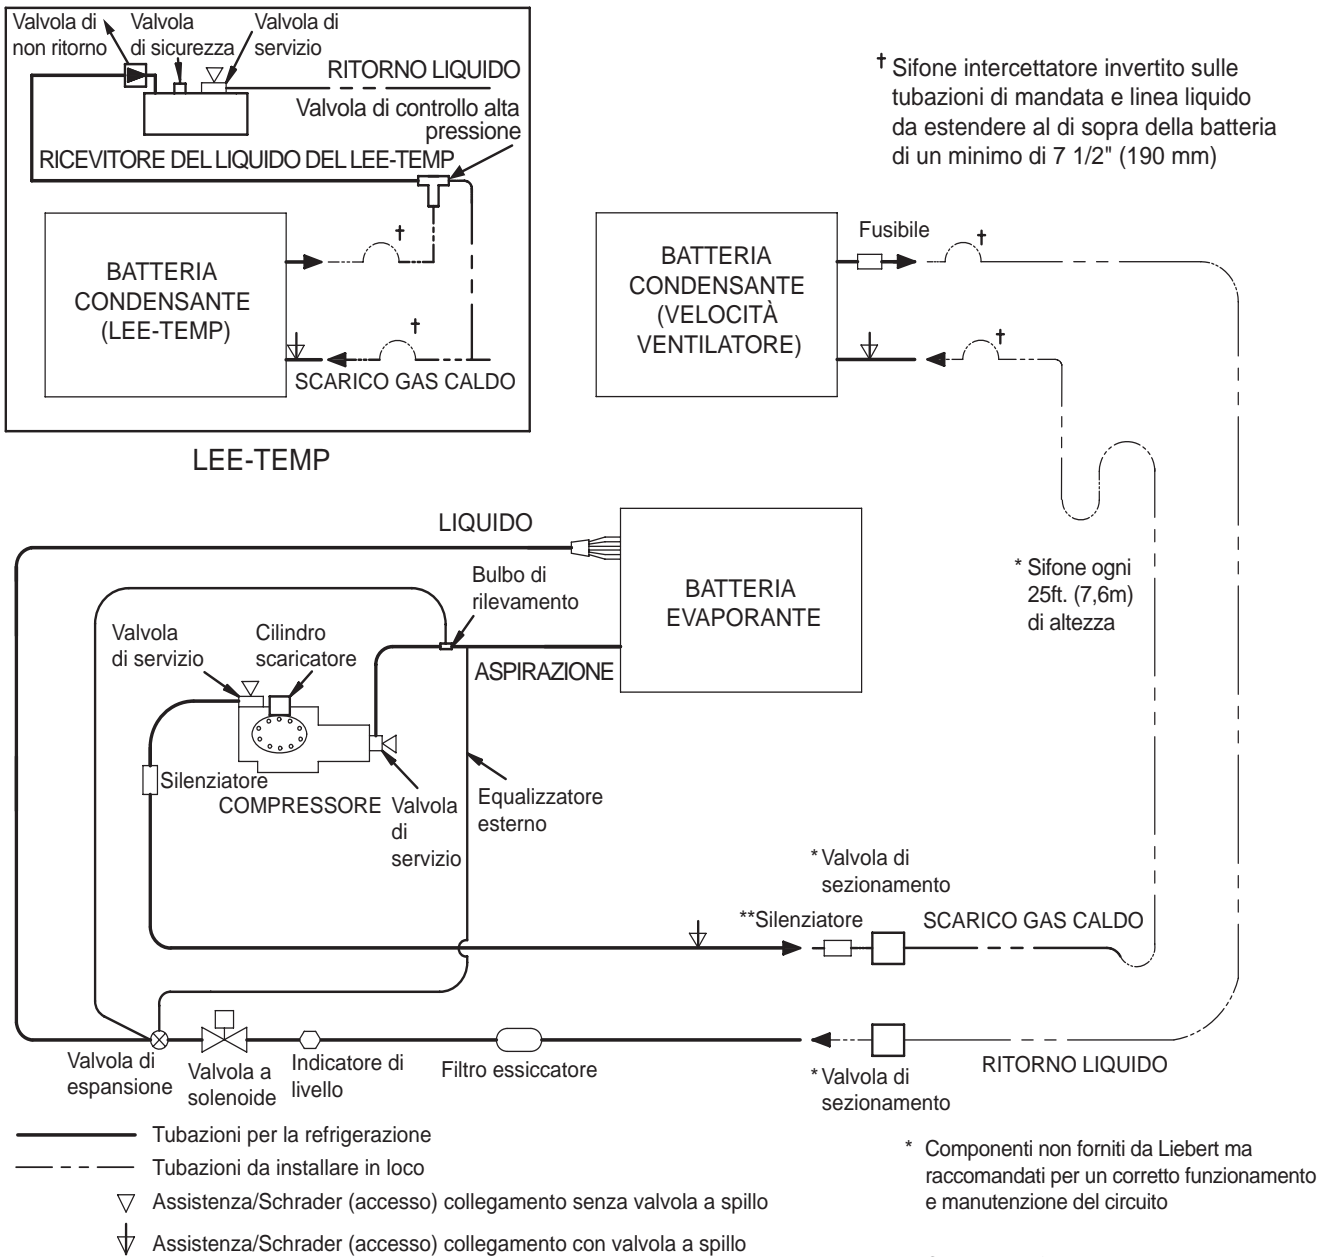 Valvola di
non ritorno
Valvola
di sicurezza
Valvola di
servizio
RITORNO LIQUIDO
Valvola di controllo alta
pressione
RICEVITORE DEL LIQUIDO DEL LEE-TEMP
†
BATTERIA
CONDENSANTE
(LEE-TEMP)
†
SCARICO GAS CALDO
LEE-TEMP
† Sifone intercettatore invertito sulle
tubazioni di mandata e linea liquido
da estendere al di sopra della batteria
di un minimo di 7 1/2" (190 mm)
BATTERIA
CONDENSANTE
(VELOCITÀ
VENTILATORE)
Fusibile
†
†
* Sifone ogni
25ft. (7,6m)
di altezza
LIQUIDO
BATTERIA
EVAPORANTE
Bulbo di
rilevamento
ASPIRAZIONE
Valvola
di servizio
Cilindro
scaricatore
Silenziatore
COMPRESSORE
Valvola
di
servizio
Equalizzatore
esterno
* Valvola di
sezionamento
**Silenziatore
SCARICO GAS CALDO
Valvola di
espansione
Valvola a
solenoide
Indicatore di
livello
Filtro essiccatore
* Valvola di
sezionamento
RITORNO LIQUIDO
Tubazioni per la refrigerazione
Tubazioni da installare in loco
Assistenza/Schrader (accesso) collegamento senza valvola a spillo
Assistenza/Schrader (accesso) collegamento con valvola a spillo
* Componenti non forniti da Liebert ma
raccomandati per un corretto funzionamento
e manutenzione del circuito